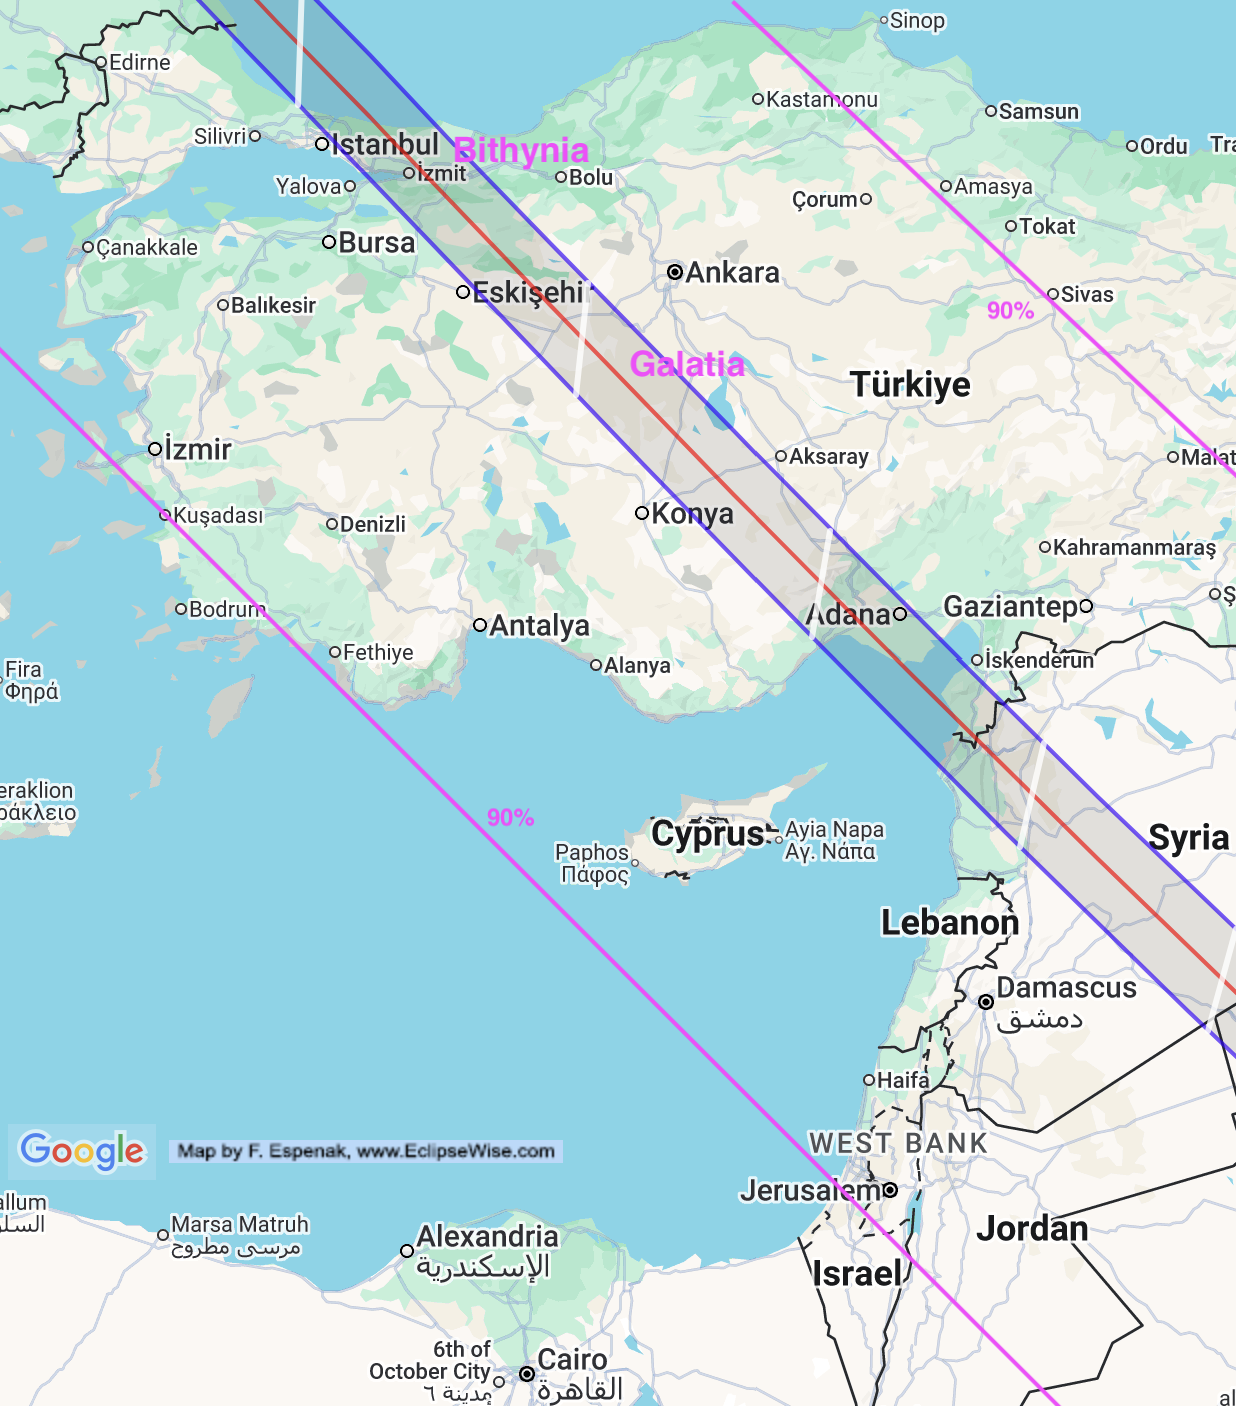 Sinop
Edirne
Kastamonu
Samsun
Silivri
Istanbul
Bithynia
Ordu
Tra
İzmit
Bolu
Yalova
Amasya
Çorum
Tokat
Bursa
Çanakkale
Ankara
Eskişehi
Sivas
Balıkesir
90%
Galatia
Türkiye
İzmir
Aksaray
Malat
Kuşadası
Konya
Denizli
Kahramanmaraş
Ş
Bodrum
Adana
Gaziantep
Antalya
Fethiye
Alanya
İskenderun
Fira
Φηρά
eraklion
ράκλειο
90%
Cyprus
Ayia Napa
Αγ. Νάπα
Paphos
Πάφος
Syria
Lebanon
Damascus
دمشق
Haifa
WEST BANK
Google
Map by F. Espenak, www.EclipseWise.com
Jerusalem
allum
السلو
Marsa Matruh
مرسى مطروح
Alexandria
الإسكندرية
Jordan
Israel
6th of
October City
مدينة ٦
Cairo
القاهرة
al